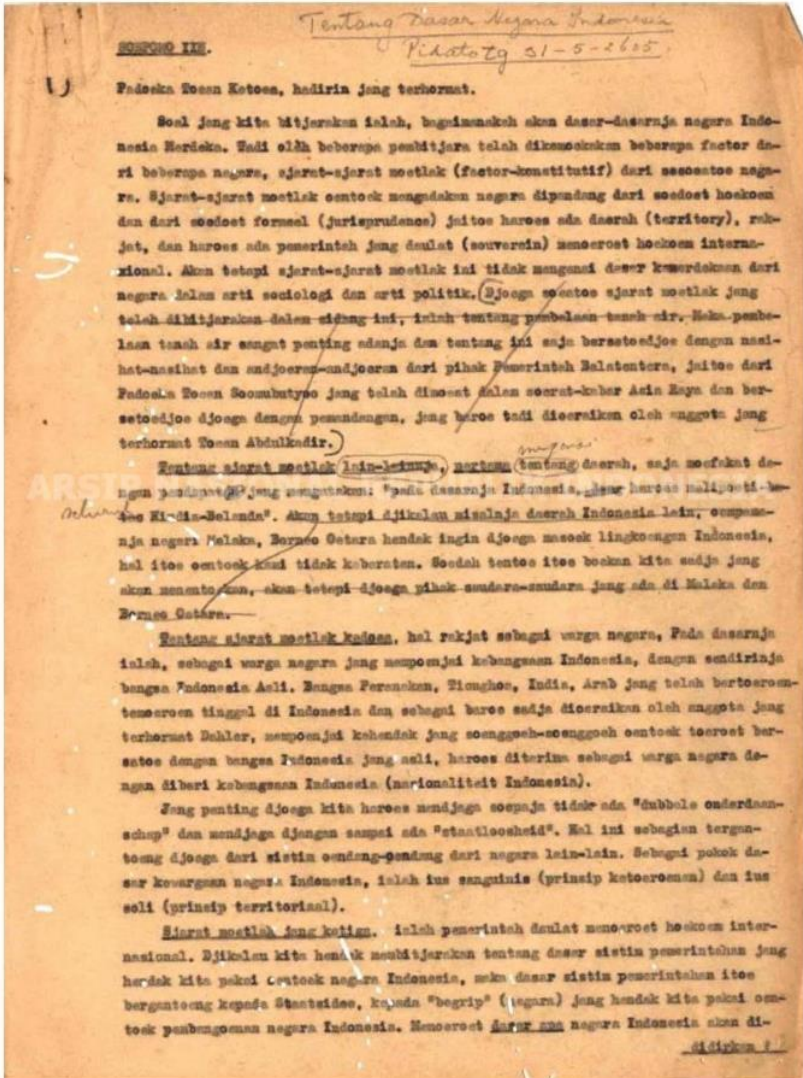 Tentang Dasar Negara Indonesia
Pidato tg 31-5-2605.
SOEPOMO IIE.
1)
Padoeka Toean Ketoea, hadirin jang terhormat.
Soal jang kita bitjarakan ialah, bagaimanakah akan dasar-dasarnja negara Indo-
nesia Merdeka. Tadi oleh beberapa pembitjara telah dikemoekakan beberapa factor da-
ri beberapa negara, sjarat-sjarat moetlak (factor-konstitutif) dari sesoeatoe nega-
ra. Sjarat-sjarat moetlak oentoek mengadakan negara dipandang dari soedoet hoekoem
dan dari soedoet formeel (jurisprudence) jaitoe haroes ada daerah (territory), rak-
jat, dan haroes ada pemerintah jang daulat (souverein) menoeroet hoekoem interna-
sional. Akan tetapi sjarat-sjarat moetlak ini tidak mengenai dasar kemerdekaan dari
negara dalam arti sociologi dan arti politik. (Djoega soeatoe sjarat moetlak jang
telah dibitjarakan dalam sidang ini, ialah tentang pembelaan tanah air. Maka pembe-
laan tanah air sangat penting adanja dan tentang ini saja bersetoedjoe dengan nasi-
hat-nasihat dan andjoeran-andjoeran dari pihak Pemerintah Balatentera, jaitoe dari
Padoeka Toean Soomubutyoo jang telah dimoeat dalam soerat-kabar Asia Raya dan ber-
setoedjoe djoega dengan pemandangan, jang baroe tadi dioeraikan oleh anggota jang
terhormat Toean Abdulkadir.)
mengenai
Tentang sjarat moetlak lain-lainnja, pertama tentang daerah, saja moefakat de-
ngan pendapat jang mengatakan: "pada dasarnja Indonesia, haroes meliputi ba-
tas Hindia-Belanda". Akan tetapi djikalau misalnja daerah Indonesia lain, oempama-
nja negeri Melaka, Borneo Oetara hendak ingin djoega masoek lingkoengan Indonesia,
hal itoe oentoek kami tidak keberatan. Soedah tentoe itoe boekan kita sadja jang
akan menentoekan, akan tetapi djoega pihak saudara-saudara jang ada di Malaka dan
Borneo Oetara.
Tentang sjarat moetlak kedoea, hal rakjat sebagai warga negara, Pada dasarnja
ialah, sebagai warga negara jang mempoenjai kebangsaan Indonesia, dengan sendirinja
bangsa Indonesia Asli. Bangsa Peranakan, Tionghoa, India, Arab jang telah bertoeroen-
temoeroen tinggal di Indonesia dan sebagai baroe sadja dioeraikan oleh anggota jang
terhormat Dahler, mempoenjai kehendak jang soenggoeh-soenggoeh oentoek toeroet ber-
satoe dengan bangsa Indonesia jang asli, haroes diterima sebagai warga negara de-
ngan diberi kebangsaan Indonesia (nasionaliteit Indonesia).
Jang penting djoega kita haroes mendjaga soepaja tidak ada "dubbele onderdaan-
schap" dan mendjaga djangan sampai ada "staatloosheid". Hal ini sebagian tergan-
toeng djoega dari sistim oendang-oendang dari negara lain-lain. Sebagai pokok da-
sar kewargaan negara Indonesia, ialah ius sanguinis (prinsip ketoeroenan) dan ius
soli (prinsip territoriaal).
Sjarat moetlak jang ketiga, ialah pemerintah daulat menoeroet hoekoem inter-
nasional. Djikalau kita hendak membitjarakan tentang dasar sistim pemerintahan jang
hendak kita pakai oentoek negara Indonesia, maka dasar sistim pemerintahan itoe
bergantoeng kepada Staatsidee, kepada "begrip" (negara) jang hendak kita pakai oen-
toek pembangoenan negara Indonesia. Menoeroet dasar apa negara Indonesia akan di-
didirkan ?